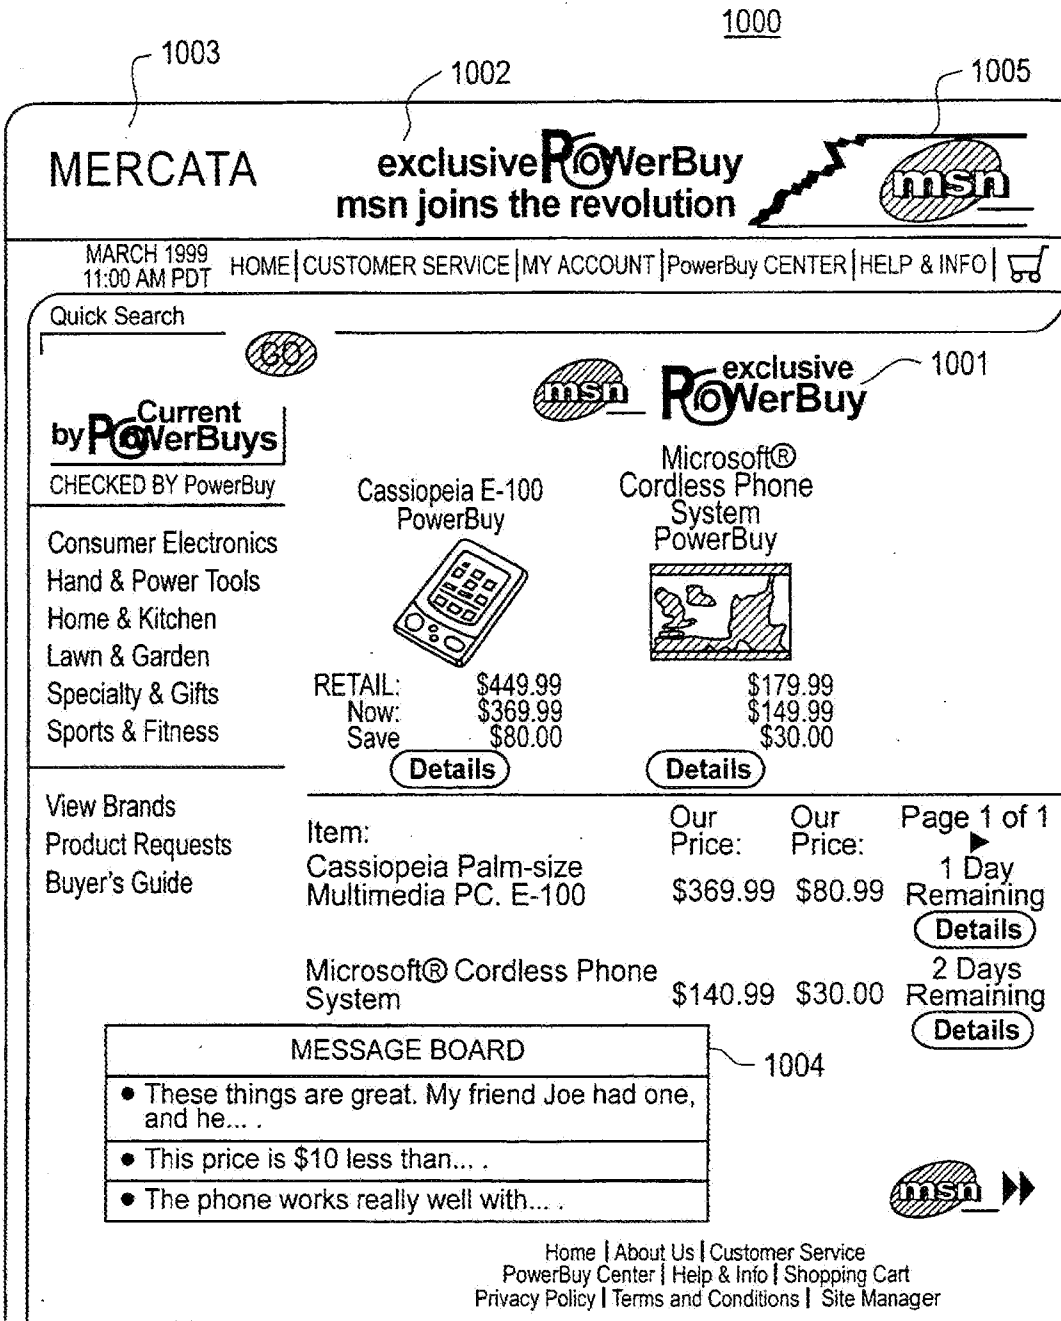 1000
1003
1002
1005
MERCATA
exclusive PowerBuy
msn joins the revolution
msn
MARCH 1999
11:00 AM PDT
HOME | CUSTOMER SERVICE | MY ACCOUNT | PowerBuy CENTER | HELP & INFO |
Quick Search
GO
msn
exclusive
PowerBuy
1001
Current
by PowerBuys
CHECKED BY PowerBuy
Consumer Electronics
Hand & Power Tools
Home & Kitchen
Lawn & Garden
Specialty & Gifts
Sports & Fitness
View Brands
Product Requests
Buyer's Guide
Cassiopeia E-100
PowerBuy
Microsoft®
Cordless Phone
System
PowerBuy
RETAIL: $449.99 $179.99
Now: $369.99 $149.99
Save $80.00 $30.00
Details Details
Item: Our Price: Our Price: Page 1 of 1
Cassiopeia Palm-size
Multimedia PC. E-100 $369.99 $80.99 1 Day Remaining
Details
Microsoft® Cordless Phone
System $140.99 $30.00 2 Days Remaining
Details
MESSAGE BOARD
1004
• These things are great. My friend Joe had one,
and he... .
• This price is $10 less than... .
• The phone works really well with... .
msn
Home | About Us | Customer Service
PowerBuy Center | Help & Info | Shopping Cart
Privacy Policy | Terms and Conditions | Site Manager